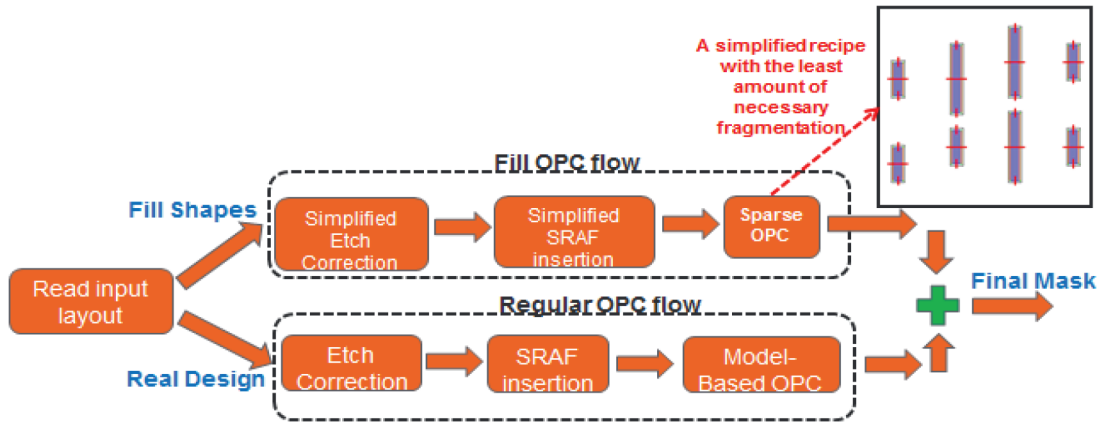 A simplified recipe
with the least
amount of
necessary
fragmentation
Fill OPC flow
Fill Shapes
Simplified
Etch
Correction
Simplified
SRAF
insertion
Sparse
OPC
Read input
layout
Final Mask
Regular OPC flow
Real Design
Etch
Correction
SRAF
insertion
Model-
Based OPC